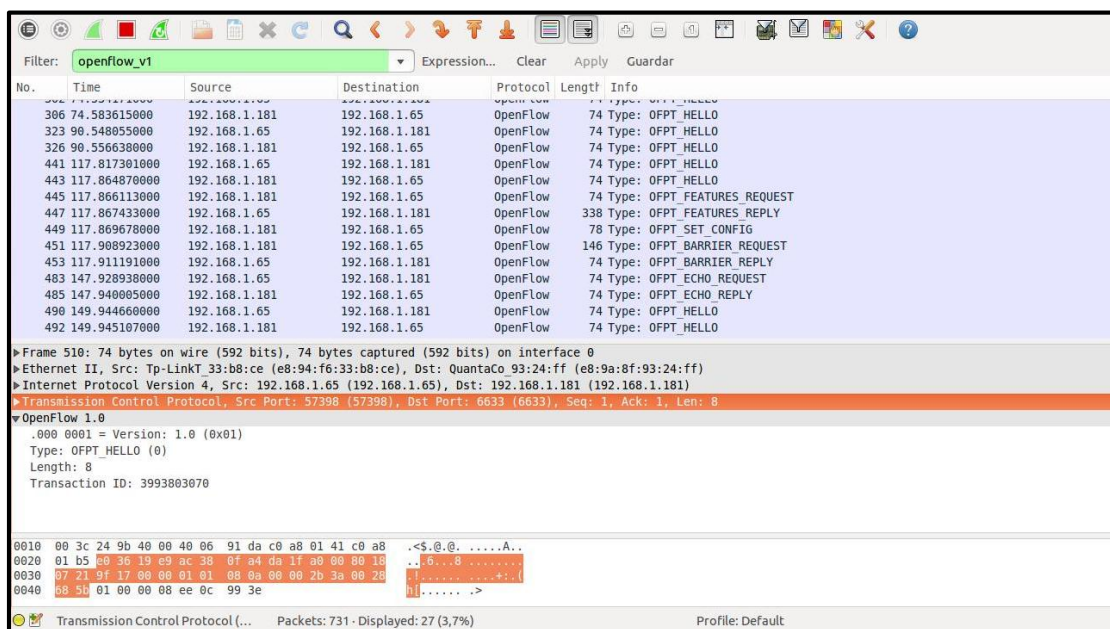 Filter: openflow_v1 Expression... Clear Apply Guardar
No. Time Source Destination Protocol Length Info
306 74.583615000 192.168.1.181 192.168.1.65 OpenFlow 74 Type: OFPT_HELLO
323 90.548055000 192.168.1.65 192.168.1.181 OpenFlow 74 Type: OFPT_HELLO
326 90.556638000 192.168.1.181 192.168.1.65 OpenFlow 74 Type: OFPT_HELLO
441 117.817301000 192.168.1.65 192.168.1.181 OpenFlow 74 Type: OFPT_HELLO
443 117.864870000 192.168.1.181 192.168.1.65 OpenFlow 74 Type: OFPT_HELLO
445 117.866113000 192.168.1.181 192.168.1.65 OpenFlow 74 Type: OFPT_FEATURES_REQUEST
447 117.867433000 192.168.1.65 192.168.1.181 OpenFlow 338 Type: OFPT_FEATURES_REPLY
449 117.869678000 192.168.1.181 192.168.1.65 OpenFlow 78 Type: OFPT_SET_CONFIG
451 117.908923000 192.168.1.181 192.168.1.65 OpenFlow 146 Type: OFPT_BARRIER_REQUEST
453 117.911191000 192.168.1.65 192.168.1.181 OpenFlow 74 Type: OFPT_BARRIER_REPLY
483 147.928938000 192.168.1.65 192.168.1.181 OpenFlow 74 Type: OFPT_ECHO_REQUEST
485 147.940005000 192.168.1.181 192.168.1.65 OpenFlow 74 Type: OFPT_ECHO_REPLY
490 149.944660000 192.168.1.65 192.168.1.181 OpenFlow 74 Type: OFPT_HELLO
492 149.945107000 192.168.1.181 192.168.1.65 OpenFlow 74 Type: OFPT_HELLO
Frame 510: 74 bytes on wire (592 bits), 74 bytes captured (592 bits) on interface 0
Ethernet II, Src: Tp-LinkT_33:b8:ce (e8:94:f6:33:b8:ce), Dst: QuantaCo_93:24:ff (e8:9a:8f:93:24:ff)
Internet Protocol Version 4, Src: 192.168.1.65 (192.168.1.65), Dst: 192.168.1.181 (192.168.1.181)
Transmission Control Protocol, Src Port: 57398 (57398), Dst Port: 6633 (6633), Seq: 1, Ack: 1, Len: 8
OpenFlow 1.0
.000 0001 = Version: 1.0 (0x01)
Type: OFPT_HELLO (0)
Length: 8
Transaction ID: 3993803070
0010 00 3c 24 9b 40 00 40 06 91 da c0 a8 01 41 c0 a8 .<$.@.@. .....A..
0020 01 b5 e0 36 19 e9 ac 38 0f a4 da 1f a0 00 80 18 ...6...8 ........
0030 07 21 9f 17 00 00 01 01 08 0a 00 00 2b 3a 00 28 .!...... ....+:.(
0040 68 5b 01 00 00 08 ee 0c 99 3e h[...... .>
Transmission Control Protocol (... Packets: 731 · Displayed: 27 (3,7%) Profile: Default